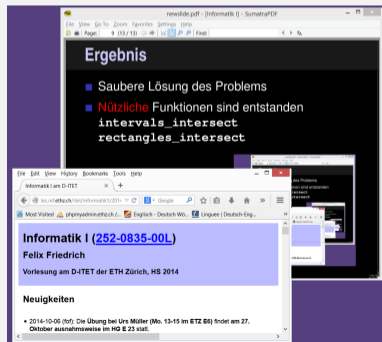 newslide.pdf - [Informatik I] - SumatraPDF
File View Go To Zoom Favorites Settings Help
Page: 9 (13 / 13) Find:
Ergebnis
Saubere Lösung des Problems
Nützliche Funktionen sind entstanden
intervals_intersect
rectangles_intersect
File Edit View History Bookmarks Tools Help
Informatik I am D-ITET
Google
Most Visited phpmyadmin.ethz.ch /... Englisch - Deutsch Wö... Linguee | Deutsch-Eng...
Informatik I (252-0835-00L)
Felix Friedrich
Vorlesung am D-ITET der ETH Zürich, HS 2014
Neuigkeiten
2014-10-06 (fof): Die Übung bei Urs Müller (Mo. 13-15 im ETZ E6) findet am 27.
Oktober ausnahmsweise im HG E 23 statt.